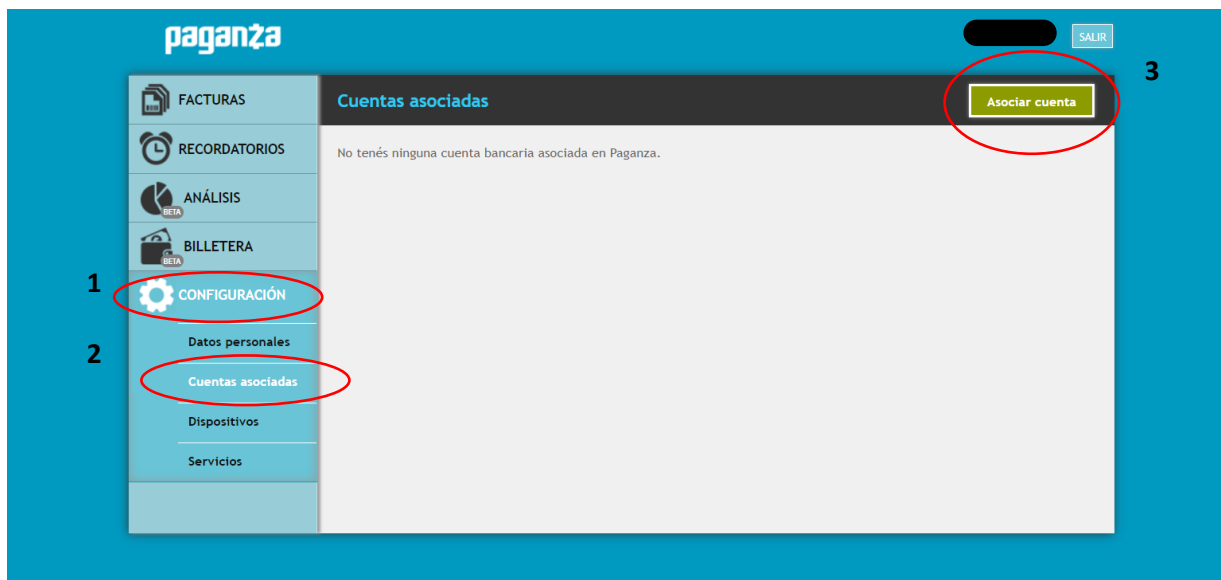 paganza
SALIR
3
FACTURAS
Cuentas asociadas
Asociar cuenta
RECORDATORIOS
No tenés ninguna cuenta bancaria asociada en Paganza.
ANÁLISIS
BETA
BILLETERA
BETA
1
CONFIGURACIÓN
Datos personales
2
Cuentas asociadas
Dispositivos
Servicios